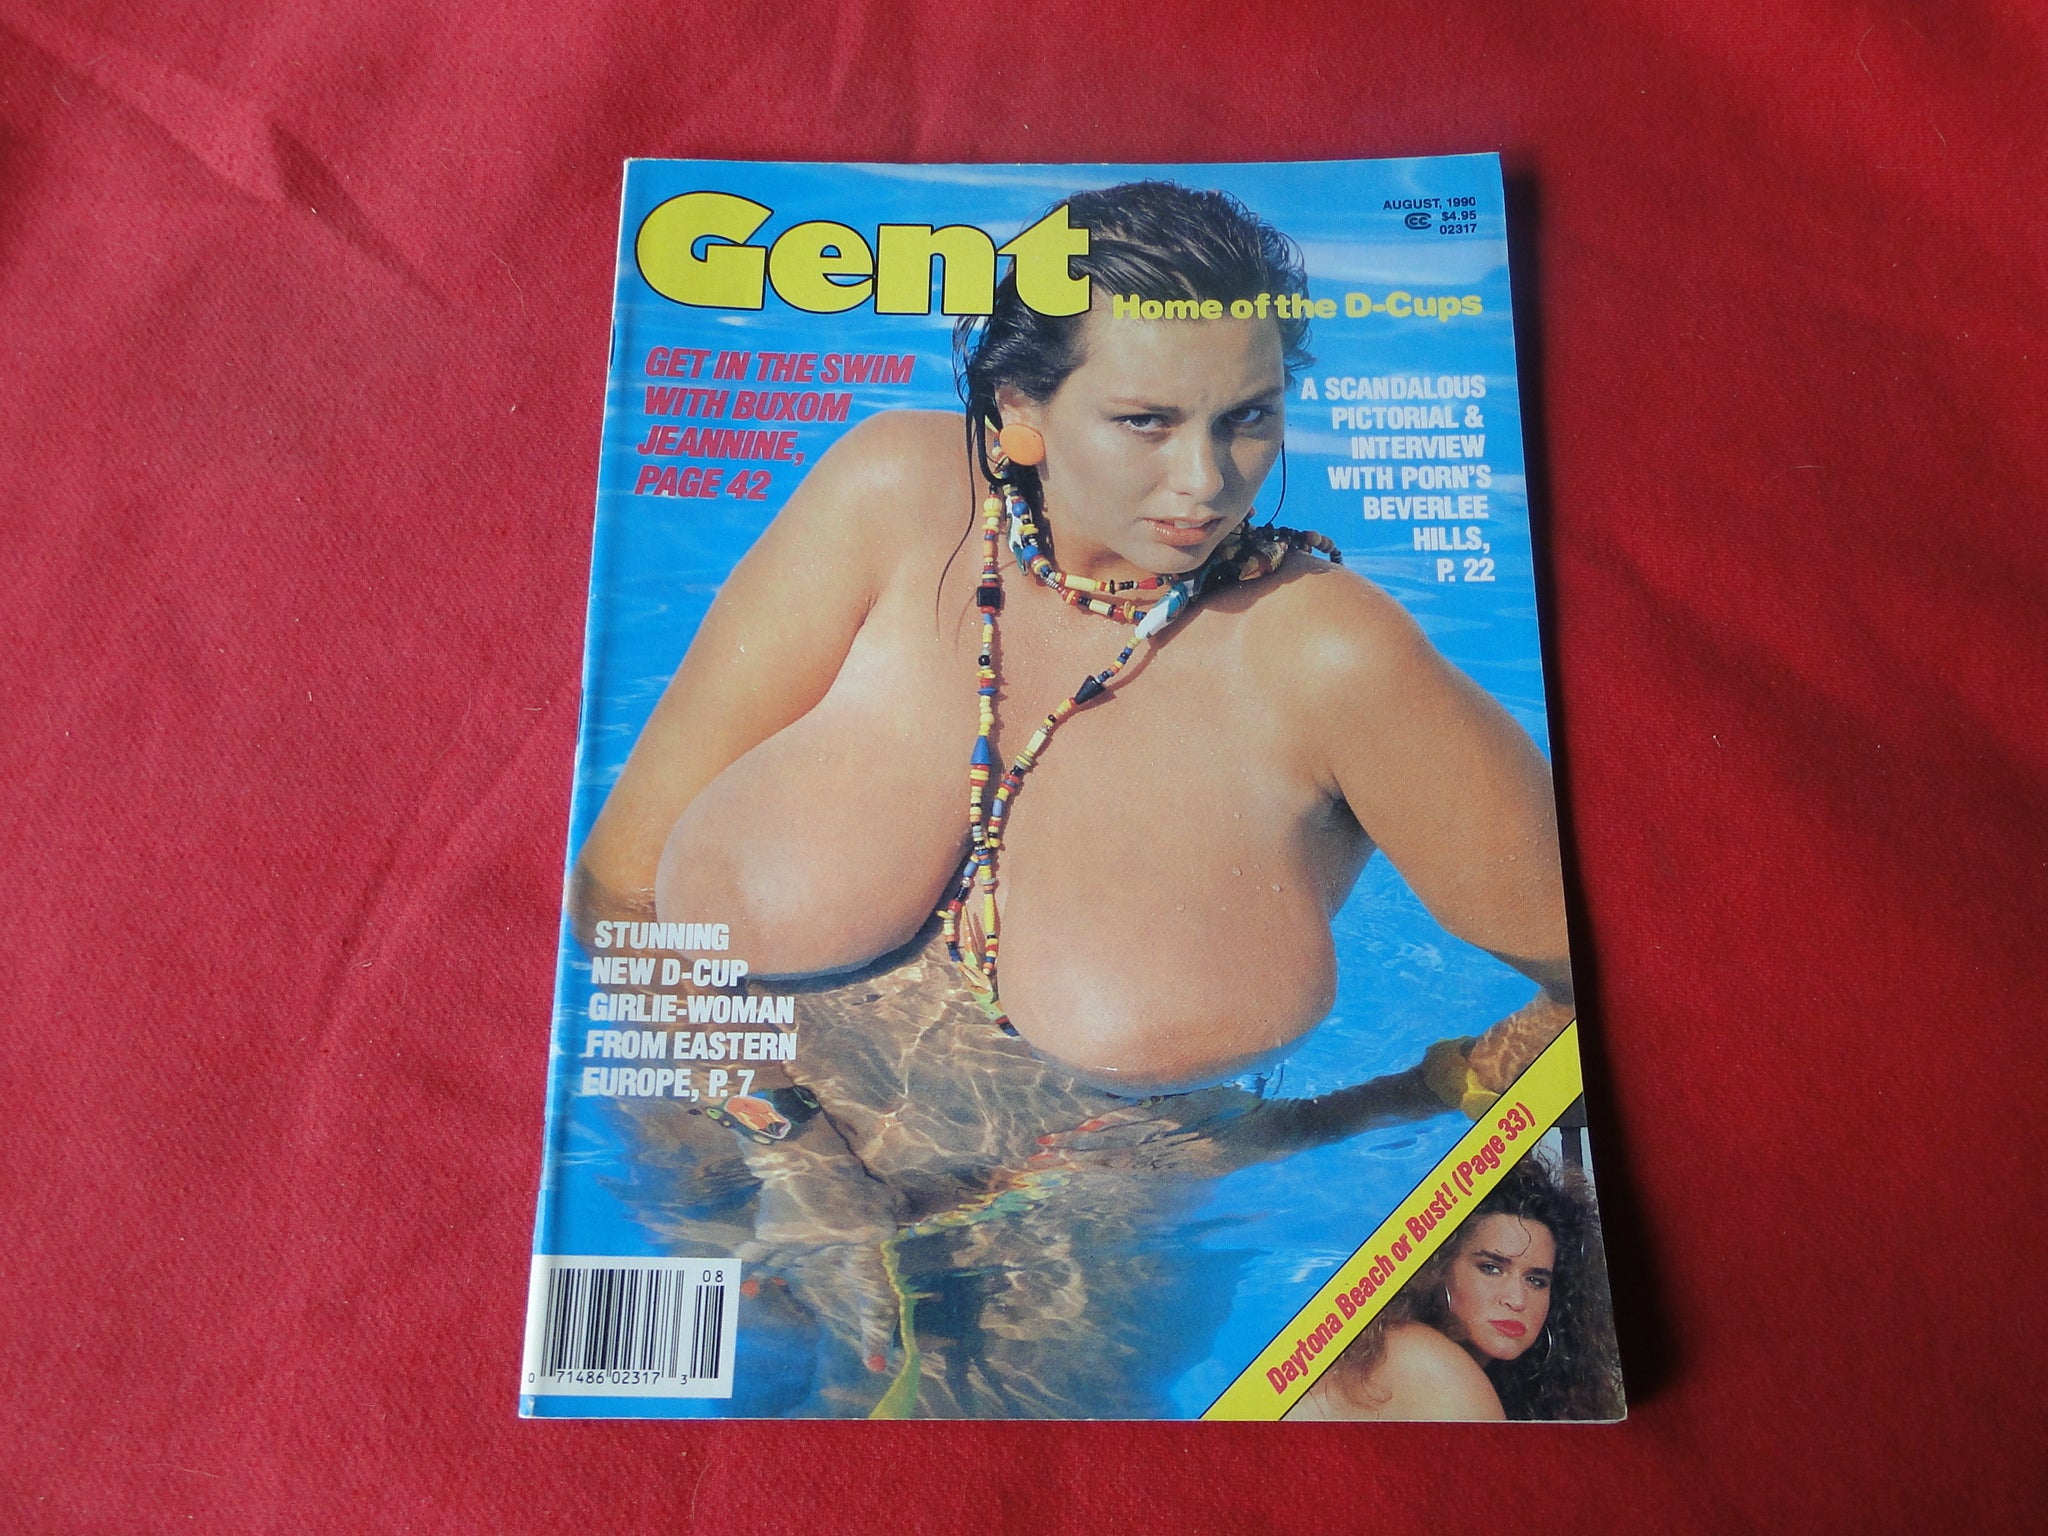 Gent
Home of the D-Cups
AUGUST, 1990
CC $4.95
02317
GET IN THE SWIM
WITH BUXOM
JEANNINE,
PAGE 42
A SCANDALOUS
PICTORIAL &
INTERVIEW
WITH PORN'S
BEVERLEE
HILLS,
P. 22
STUNNING
NEW D-CUP
GIRLIE-WOMAN
FROM EASTERN
EUROPE, P. 7
Daytona Beach or Bust! (Page 33)
08
0 71486 02317 3